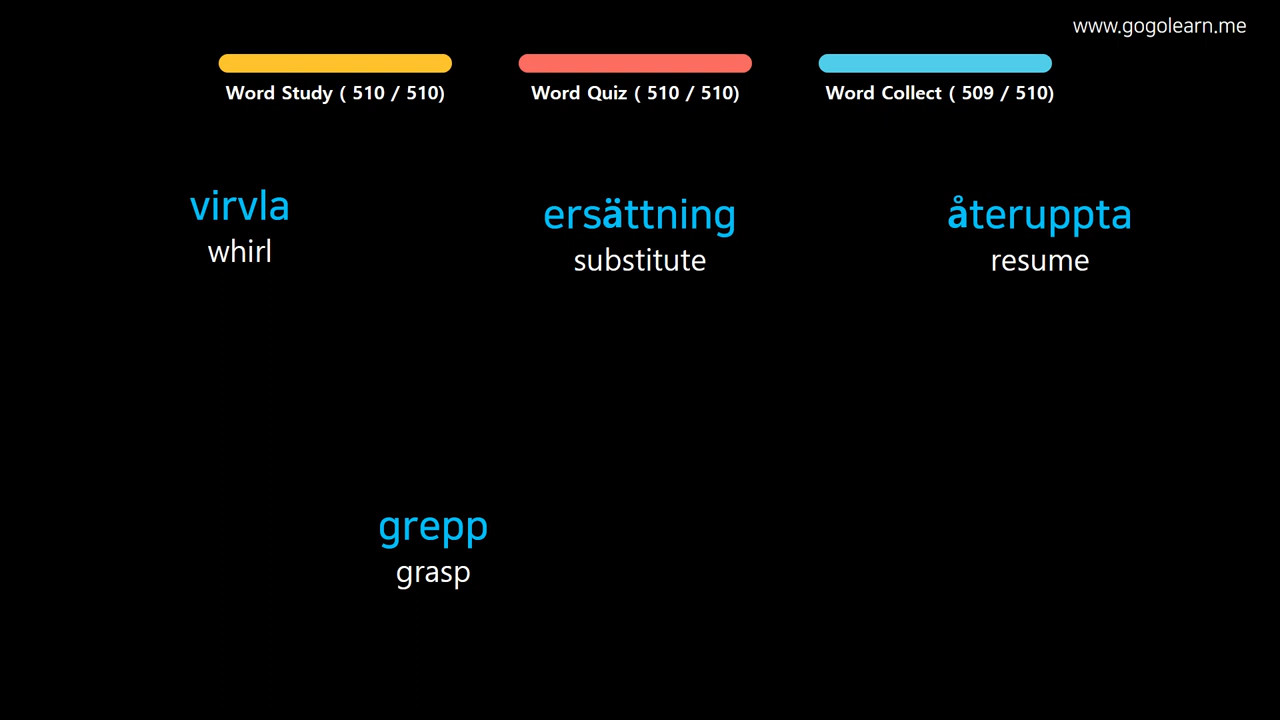 www.gogolearn.me
Word Study ( 510 / 510)
Word Quiz ( 510 / 510)
Word Collect ( 509 / 510)
virvla
whirl
ersättning
substitute
återuppta
resume
grepp
grasp